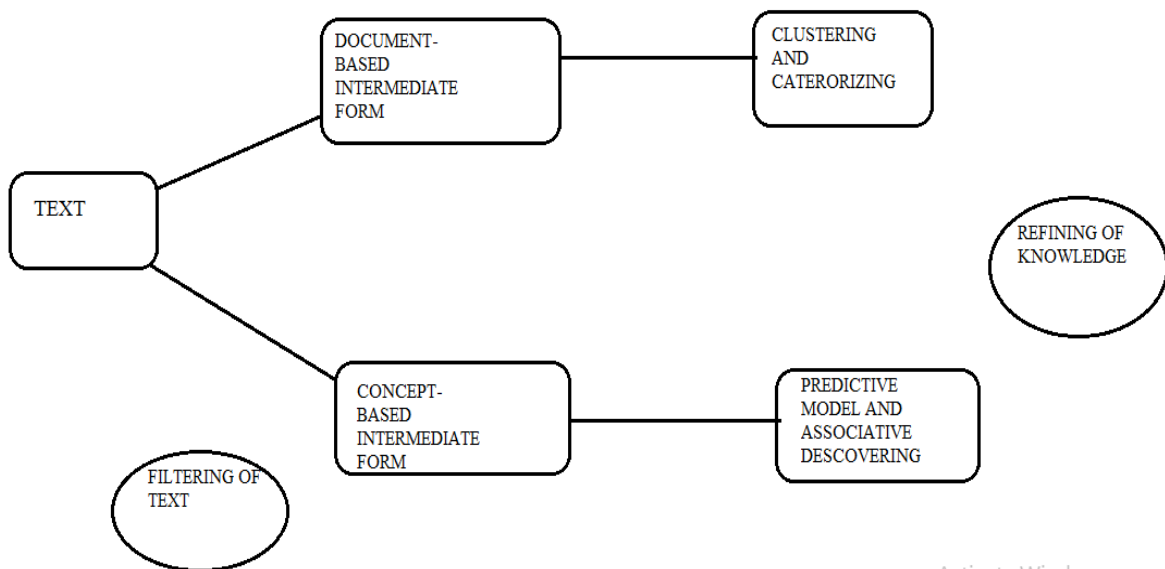 DOCUMENT-
BASED
INTERMEDIATE
FORM
CLUSTERING
AND
CATERORIZING
TEXT
REFINING OF
KNOWLEDGE
CONCEPT-
BASED
INTERMEDIATE
FORM
PREDICTIVE
MODEL AND
ASSOCIATIVE
DESCOVERING
FILTERING OF
TEXT